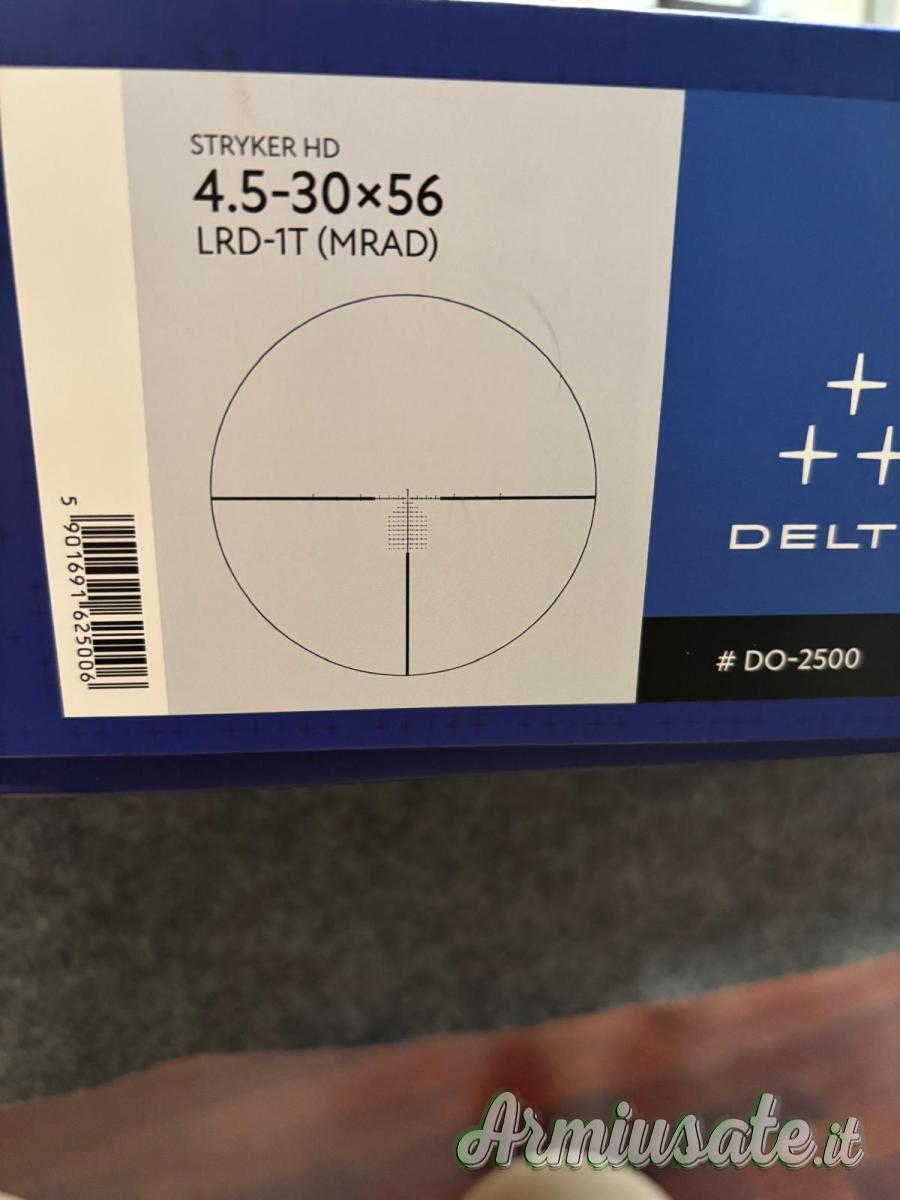 STRYKER HD
4.5-30×56
LRD-1T (MRAD)
5 901691 625006
DELT
# DO-2500
Armiusate.it